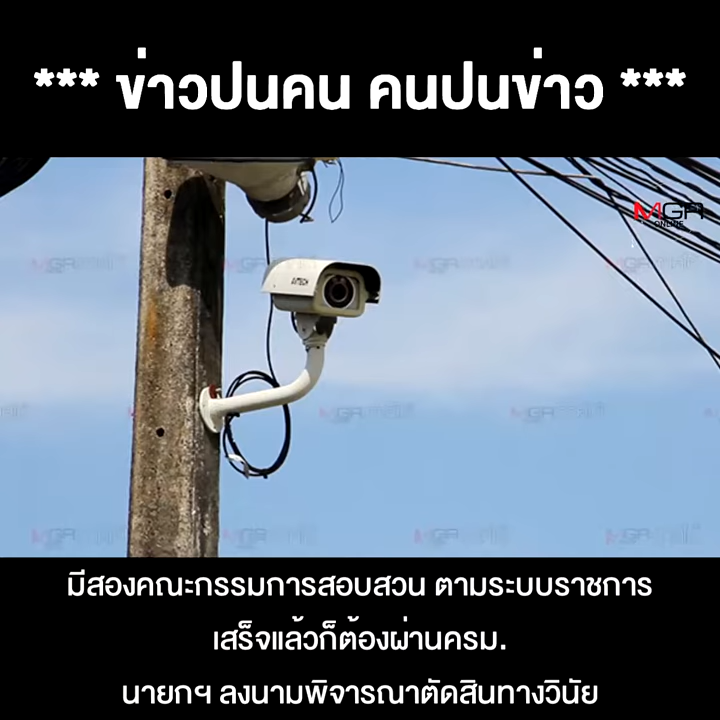 *** ข่าวปนคน คนปนข่าว ***
MGR
ONLINE
มีสองคณะกรรมการสอบสวน ตามระบบราชการ
เสร็จแล้วก็ต้องผ่านครม.
นายกฯ ลงนามพิจารณาตัดสินทางวินัย